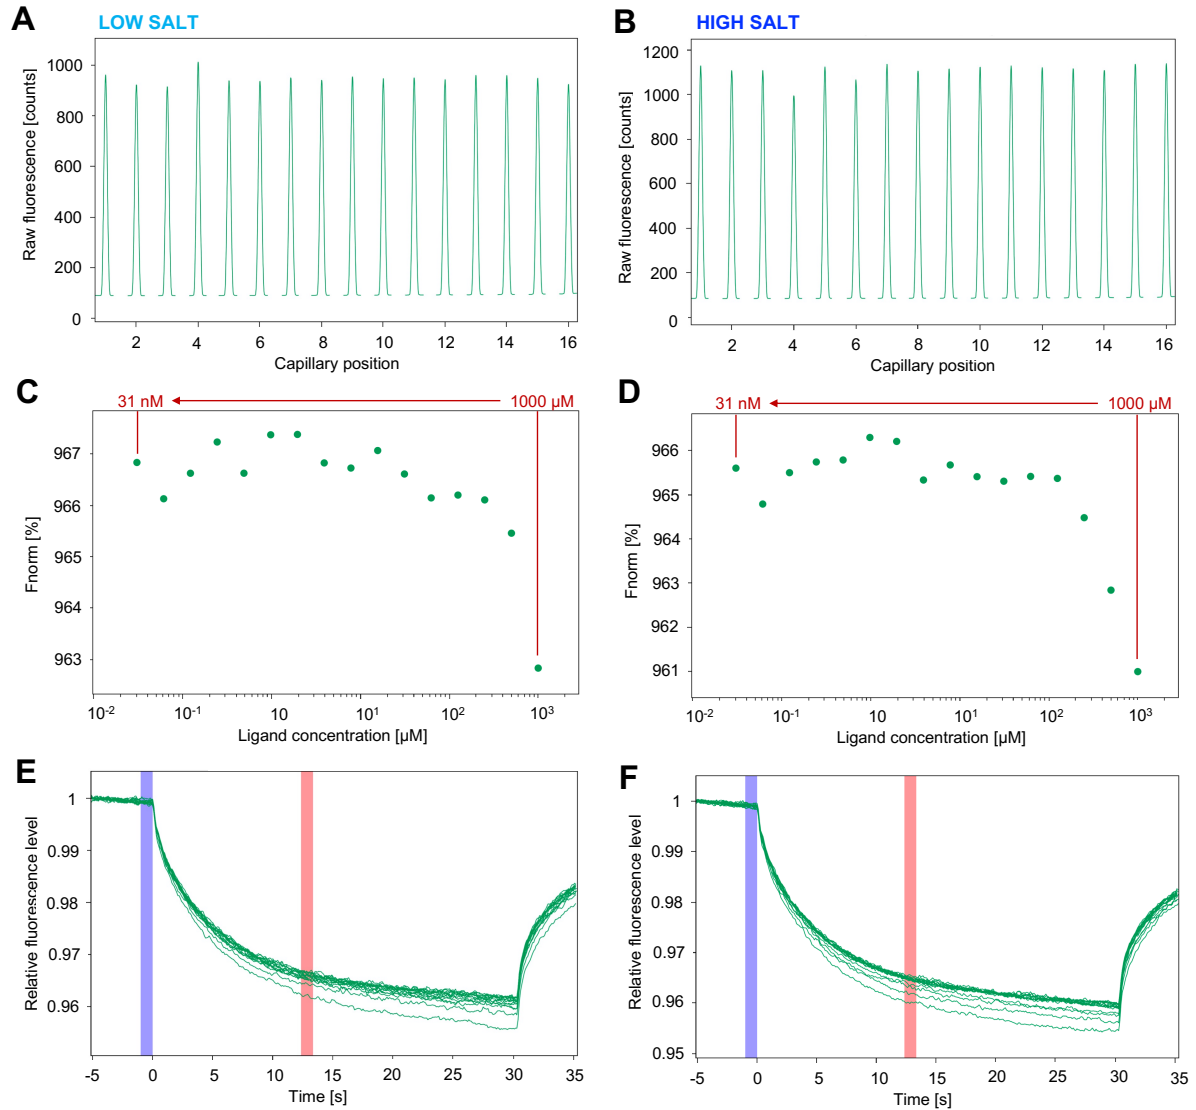 A
LOW SALT
Raw fluorescence [counts]
1000
800
600
400
200
0
2 4 6 8 10 12 14 16
Capillary position
B
HIGH SALT
Raw fluorescence [counts]
1200
1000
800
600
400
200
0
2 4 6 8 10 12 14 16
Capillary position
C
31 nM
1000 µM
Fnorm [%]
967
966
965
964
963
10-2 10-1 10 101 102 103
Ligand concentration [µM]
D
31 nM
1000 µM
Fnorm [%]
966
965
964
963
962
961
10-2 10-1 10 101 102 103
Ligand concentration [µM]
E
Relative fluorescence level
1
0.99
0.98
0.97
0.96
-5 0 5 10 15 20 25 30 35
Time [s]
F
Relative fluorescence level
1
0.99
0.98
0.97
0.96
0.95
-5 0 5 10 15 20 25 30 35
Time [s]